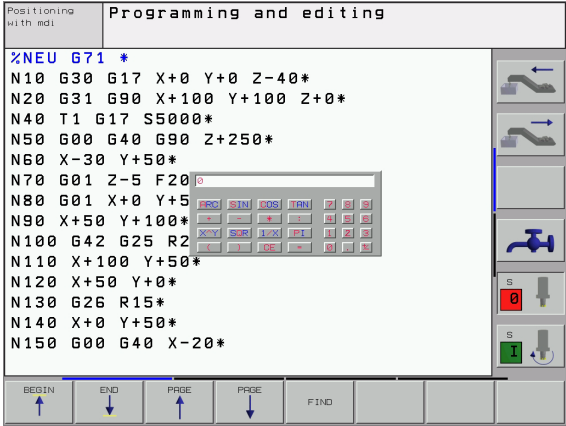 Positioning
with mdi
Programming and editing
%NEU G71 *
N10 G30 G17 X+0 Y+0 Z-40*
N20 G31 G90 X+100 Y+100 Z+0*
N40 T1 G17 S5000*
N50 G00 G40 G90 Z+250*
N60 X-30 Y+50*
N70 G01 Z-5 F20
0
N80 G01 X+0 Y+5
ARC SIN COS TAN 7 8 9
N90 X+50 Y+100*
+ - * : 4 5 6
X^Y SQR 1/X PI 1 2 3
N100 G42 G25 R2
( ) CE = 0 . ±
N110 X+100 Y+50*
N120 X+50 Y+0*
N130 G26 R15*
N140 X+0 Y+50*
N150 G00 G40 X-20*
S
0
S
I
BEGIN END PAGE PAGE FIND